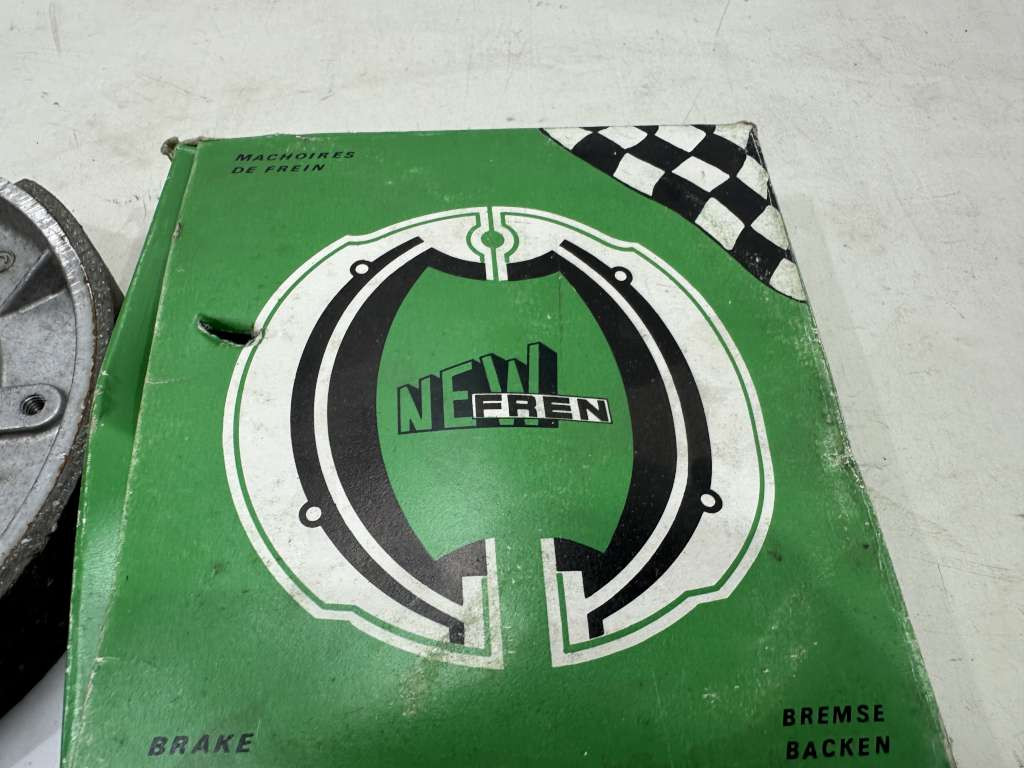 MACHOIRES
DE FREIN
NEW
FREN
BRAKE
BREMSE
BACKEN